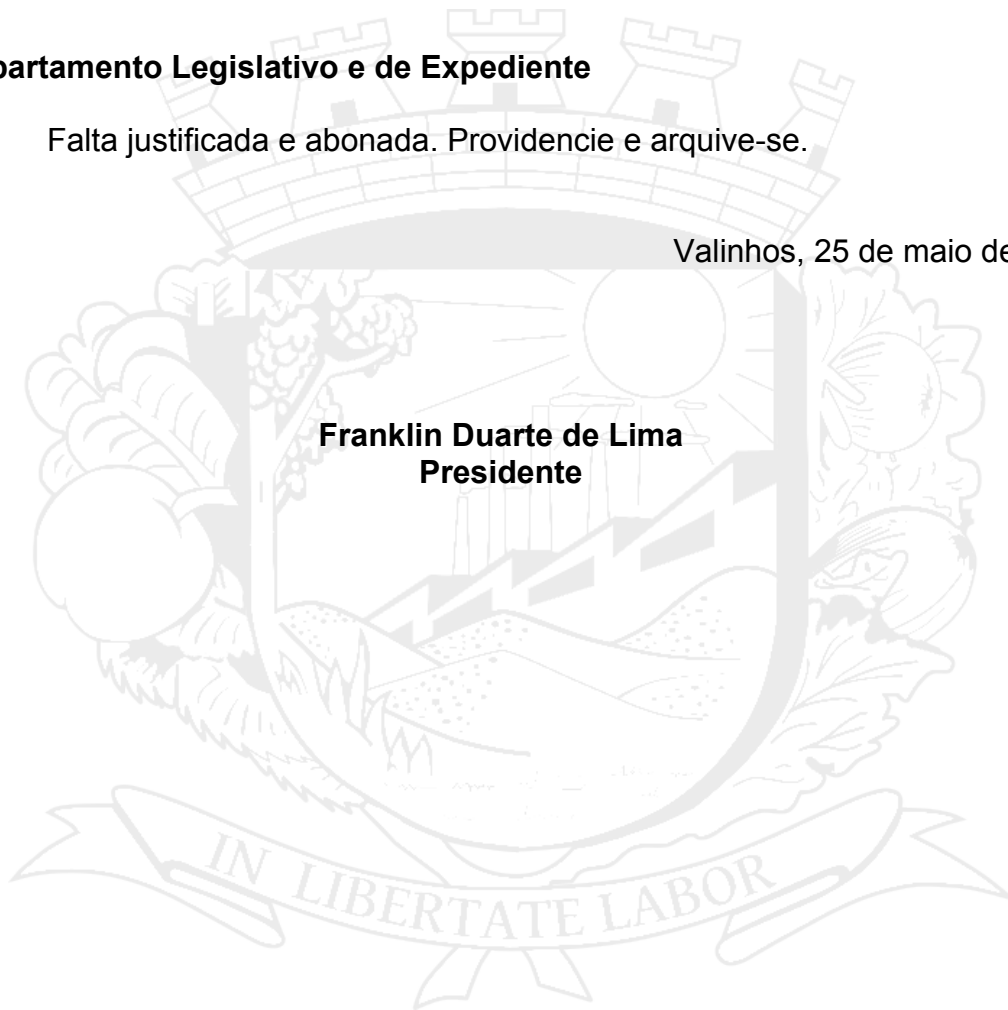 partamento Legislativo e de Expediente
Falta justificada e abonada. Providencie e arquive-se.
Valinhos, 25 de maio de
Franklin Duarte de Lima
Presidente
IN LIBERTATE LABOR